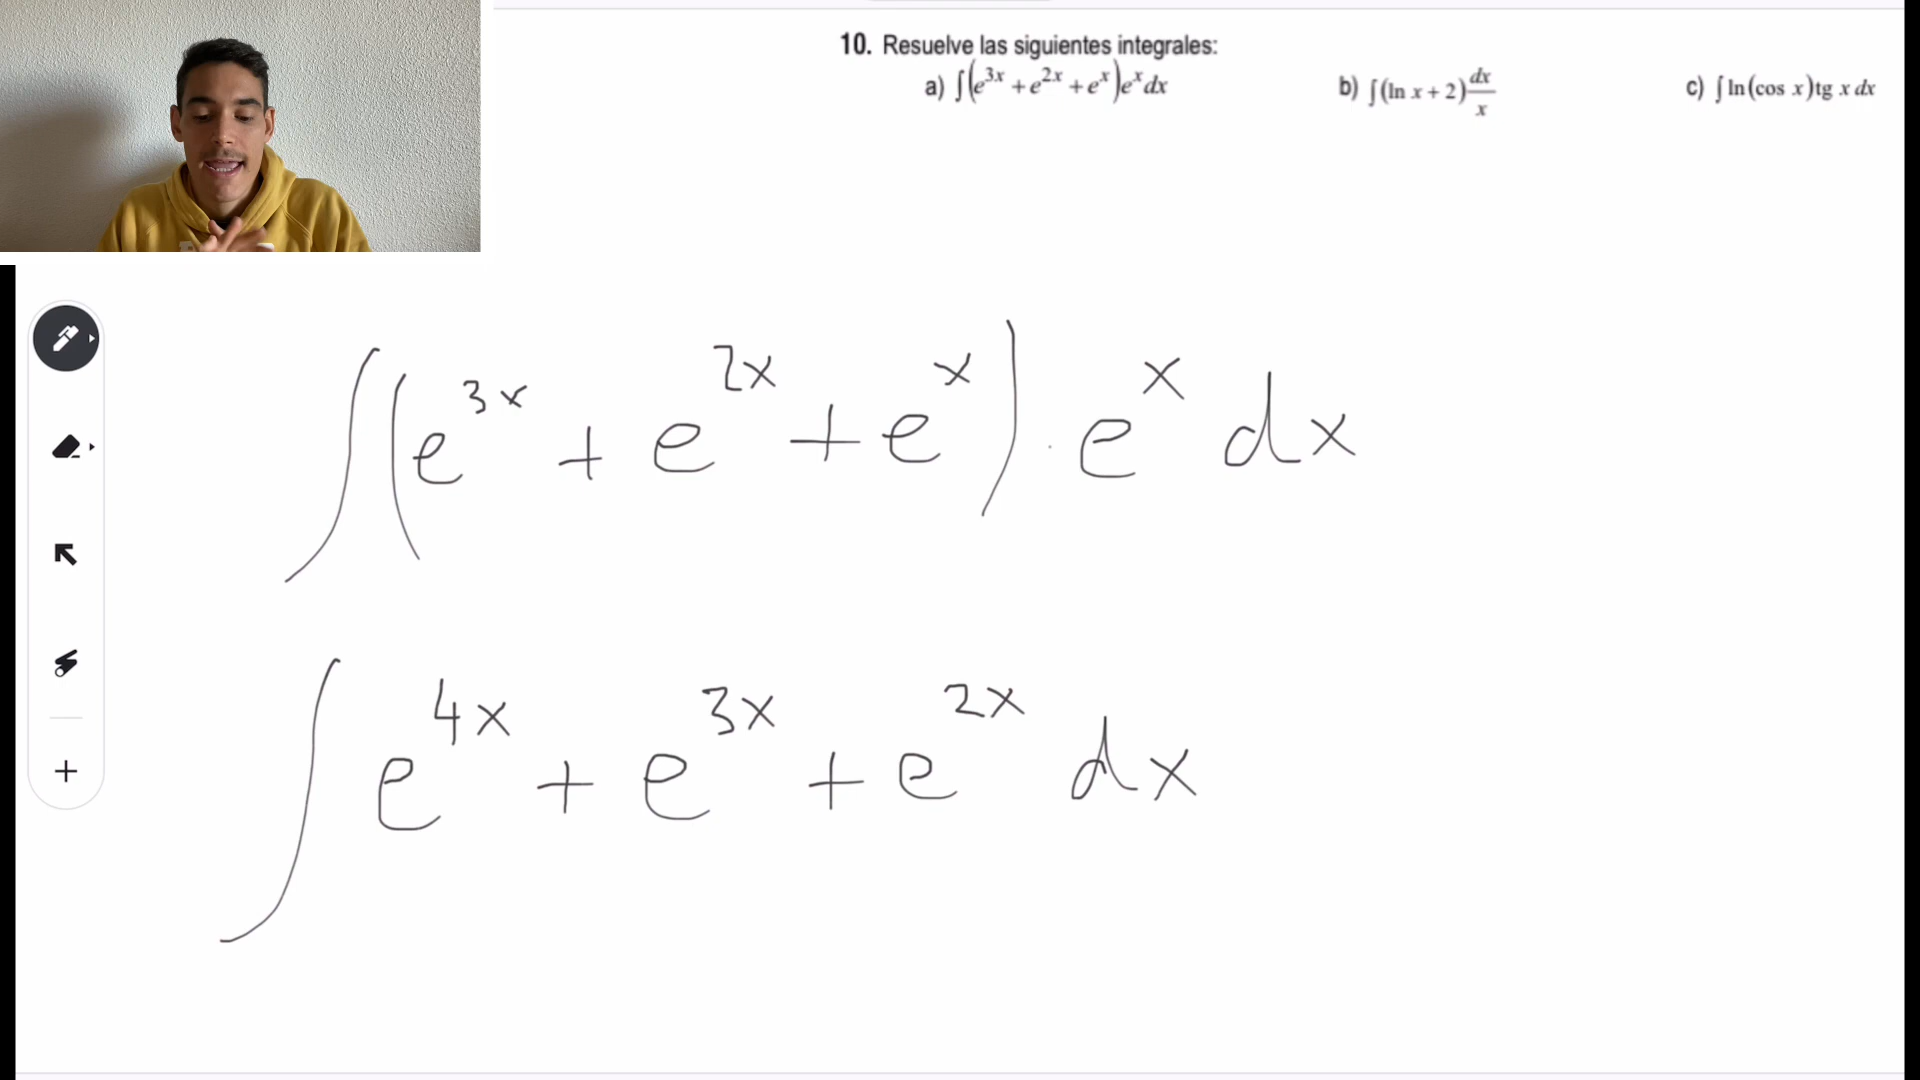 10. Resuelve las siguientes integrales:
a) ∫(e^{3x} + e^{2x} + e^x)e^x dx b) ∫(ln x + 2) dx/x c) ∫ln(cos x)tg x dx
∫(e^{3x} + e^{2x} + e^x) · e^x dx
∫ e^{4x} + e^{3x} + e^{2x} dx